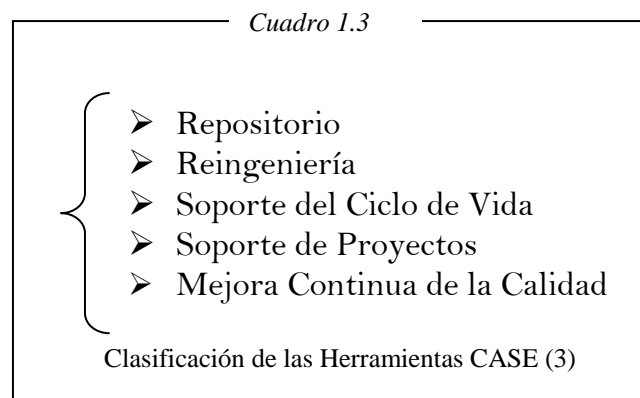 Cuadro 1.3
➢ Repositorio
➢ Reingeniería
➢ Soporte del Ciclo de Vida
➢ Soporte de Proyectos
➢ Mejora Continua de la Calidad
Clasificación de las Herramientas CASE (3)